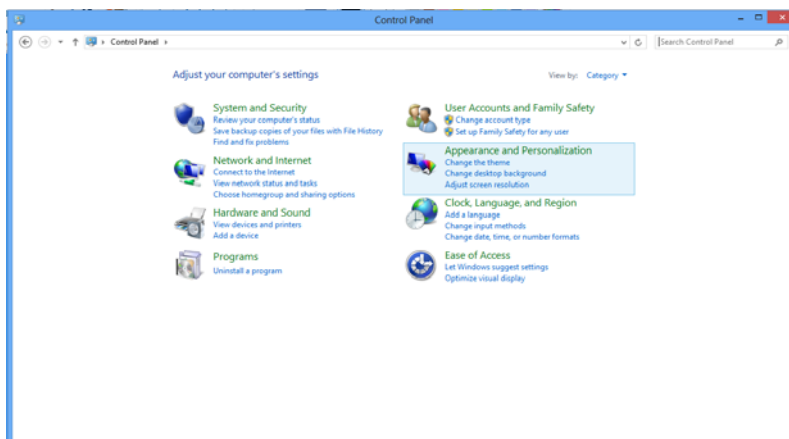 Control Panel
Control Panel
Search Control Panel
Adjust your computer's settings
View by: Category
System and Security
Review your computer's status
Save backup copies of your files with File History
Find and fix problems
Network and Internet
Connect to the Internet
View network status and tasks
Choose homegroup and sharing options
Hardware and Sound
View devices and printers
Add a device
Programs
Uninstall a program
User Accounts and Family Safety
Change account type
Set up Family Safety for any user
Appearance and Personalization
Change the theme
Change desktop background
Adjust screen resolution
Clock, Language, and Region
Add a language
Change input methods
Change date, time, or number formats
Ease of Access
Let Windows suggest settings
Optimize visual display